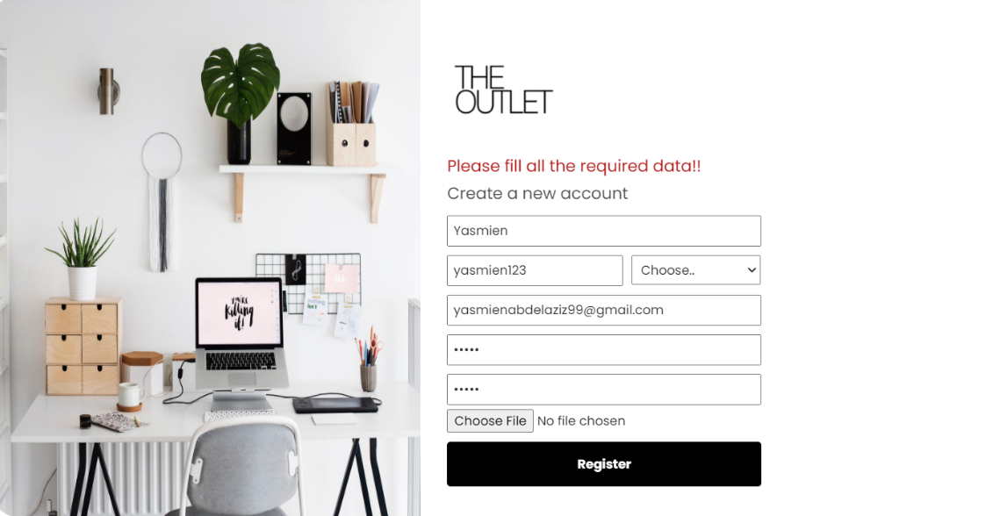 THE
OUTLET
Please fill all the required data!!
Create a new account
Yasmien
yasmien123 Choose..
yasmienabdelaziz99@gmail.com
•••••
•••••
Choose File No file chosen
Register
you're
killing
it!